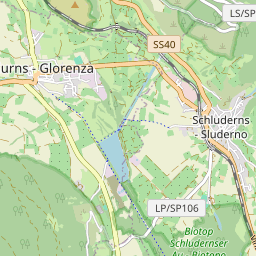 LS/SP
SS40
urns - Glorenza
Schluderns
- Sluderno
LP/SP106
Biotop
Schludernser
Au - Biotopo